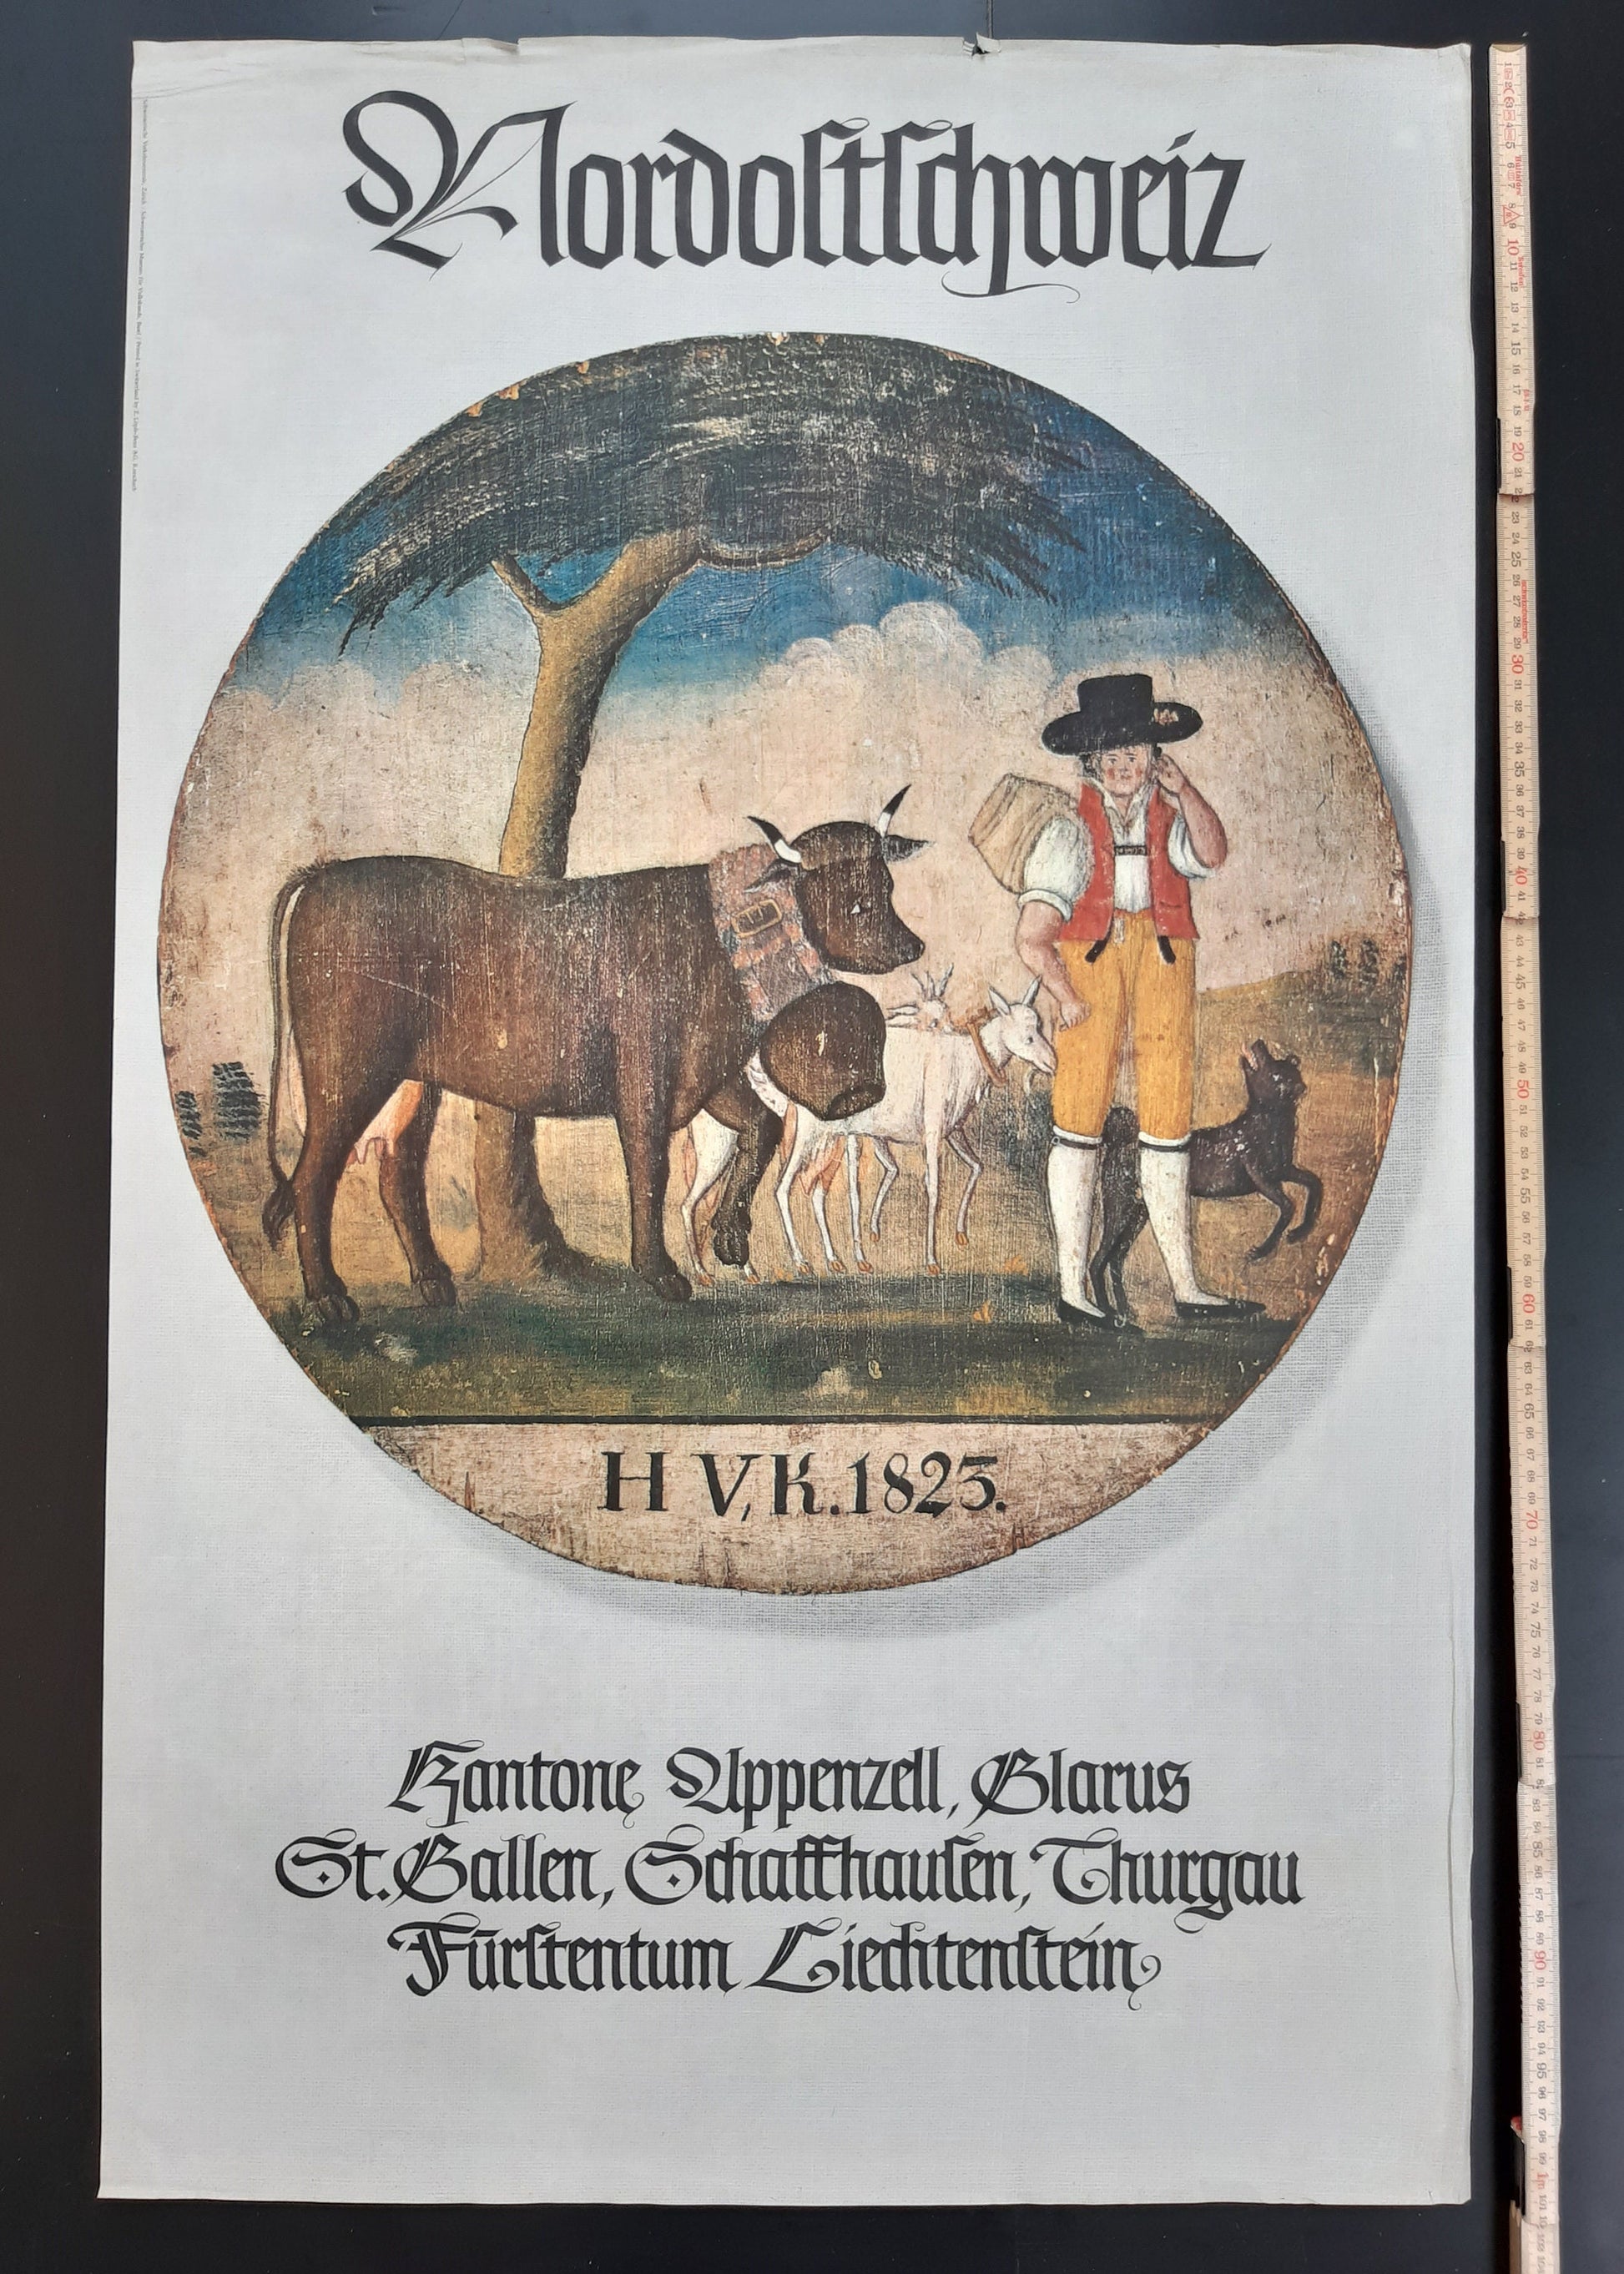 Nordostschweiz
H V, K. 1823.
Kantone Appenzell, Glarus
St. Gallen, Schaffhausen, Thurgau
Fürstentum Liechtenstein